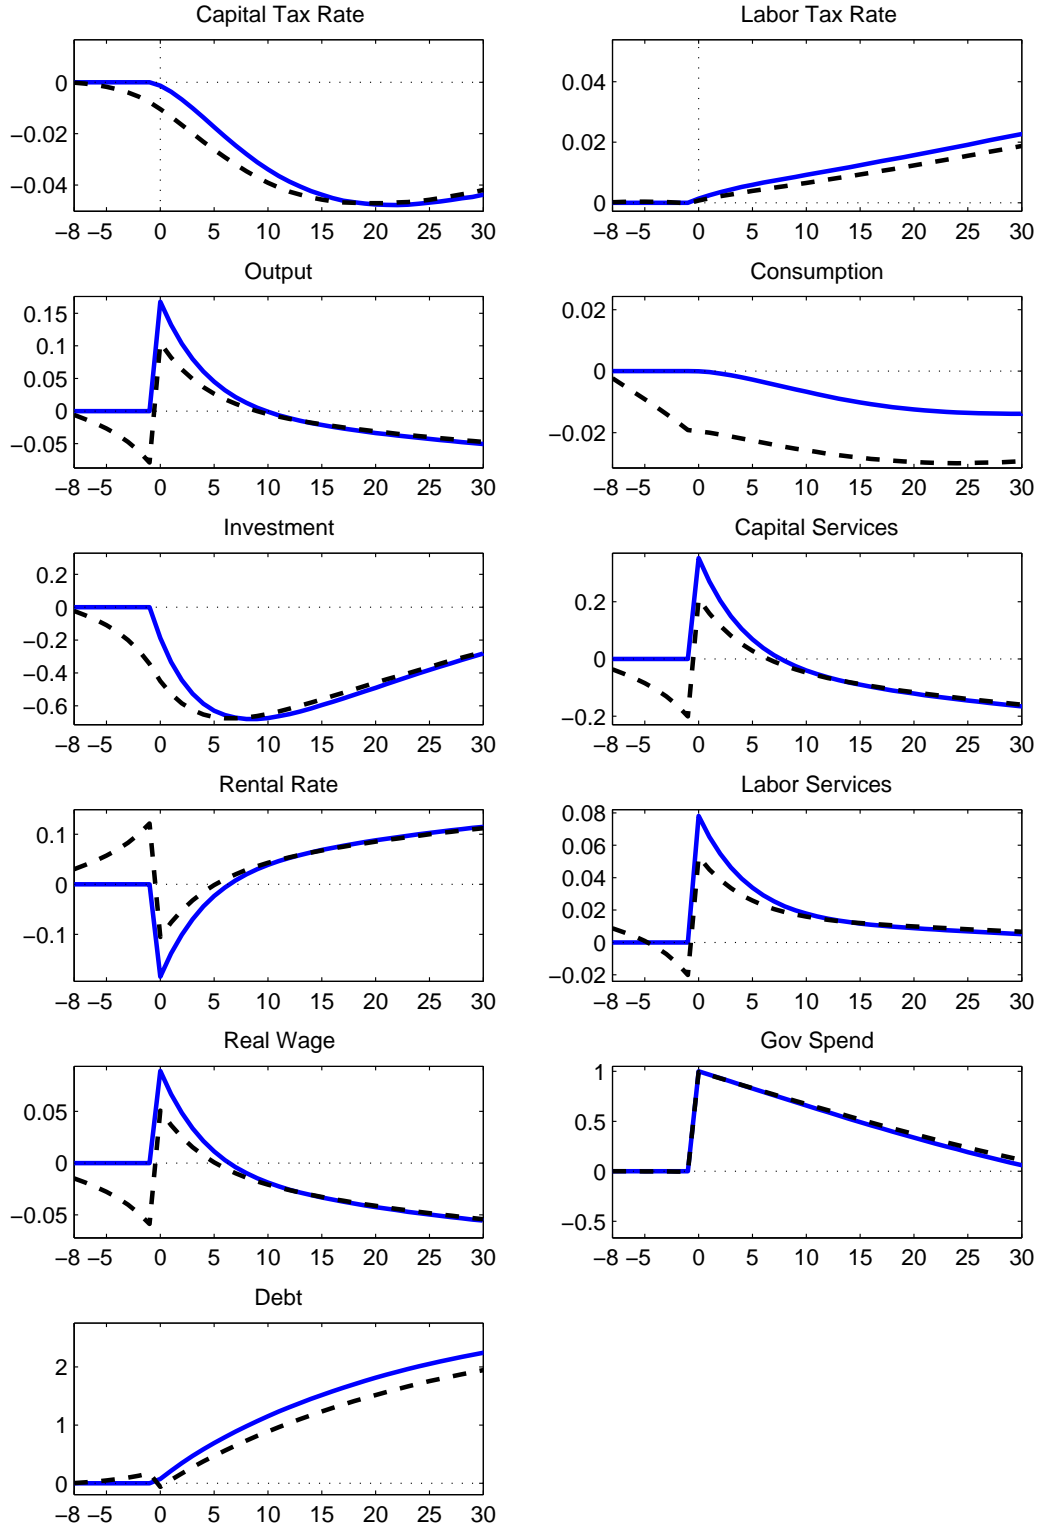 Capital Tax Rate
0
−0.02
−0.04
−8 −5 0 5 10 15 20 25 30
Labor Tax Rate
0.04
0.02
0
−8 −5 0 5 10 15 20 25 30
Output
0.15
0.1
0.05
0
−0.05
−8 −5 0 5 10 15 20 25 30
Consumption
0.02
0
−0.02
−8 −5 0 5 10 15 20 25 30
Investment
0.2
0
−0.2
−0.4
−0.6
−8 −5 0 5 10 15 20 25 30
Capital Services
0.2
0
−0.2
−8 −5 0 5 10 15 20 25 30
Rental Rate
0.1
0
−0.1
−8 −5 0 5 10 15 20 25 30
Labor Services
0.08
0.06
0.04
0.02
0
−0.02
−8 −5 0 5 10 15 20 25 30
Real Wage
0.05
0
−0.05
−8 −5 0 5 10 15 20 25 30
Gov Spend
1
0.5
0
−0.5
−8 −5 0 5 10 15 20 25 30
Debt
2
1
0
−8 −5 0 5 10 15 20 25 30